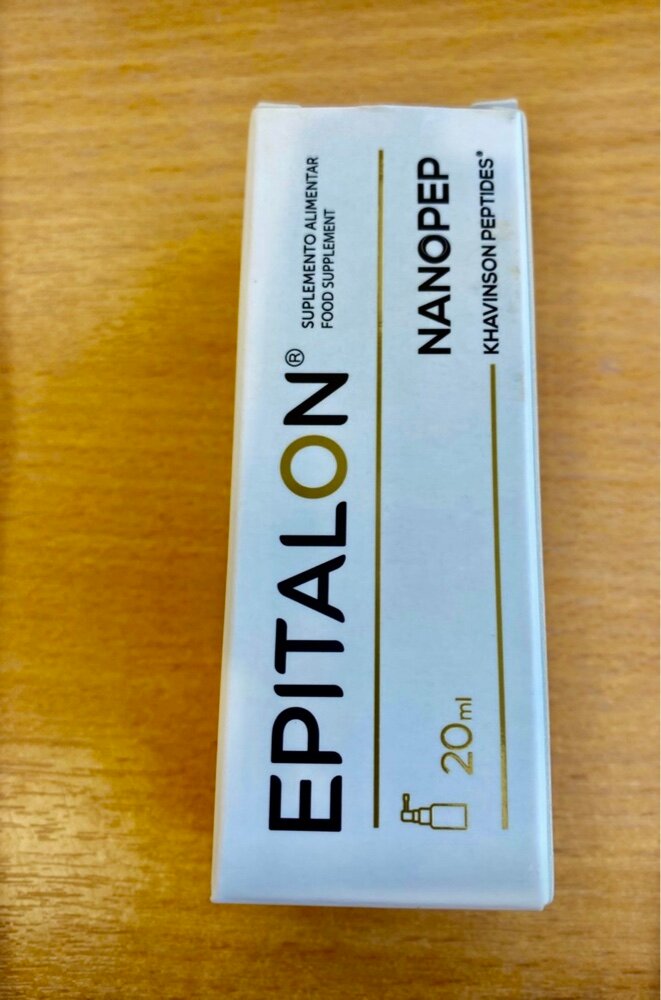 EPITALON®
SUPLEMENTO ALIMENTAR
FOOD SUPPLEMENT
20ml
NANOPEP
KHAVINSON PEPTIDES®